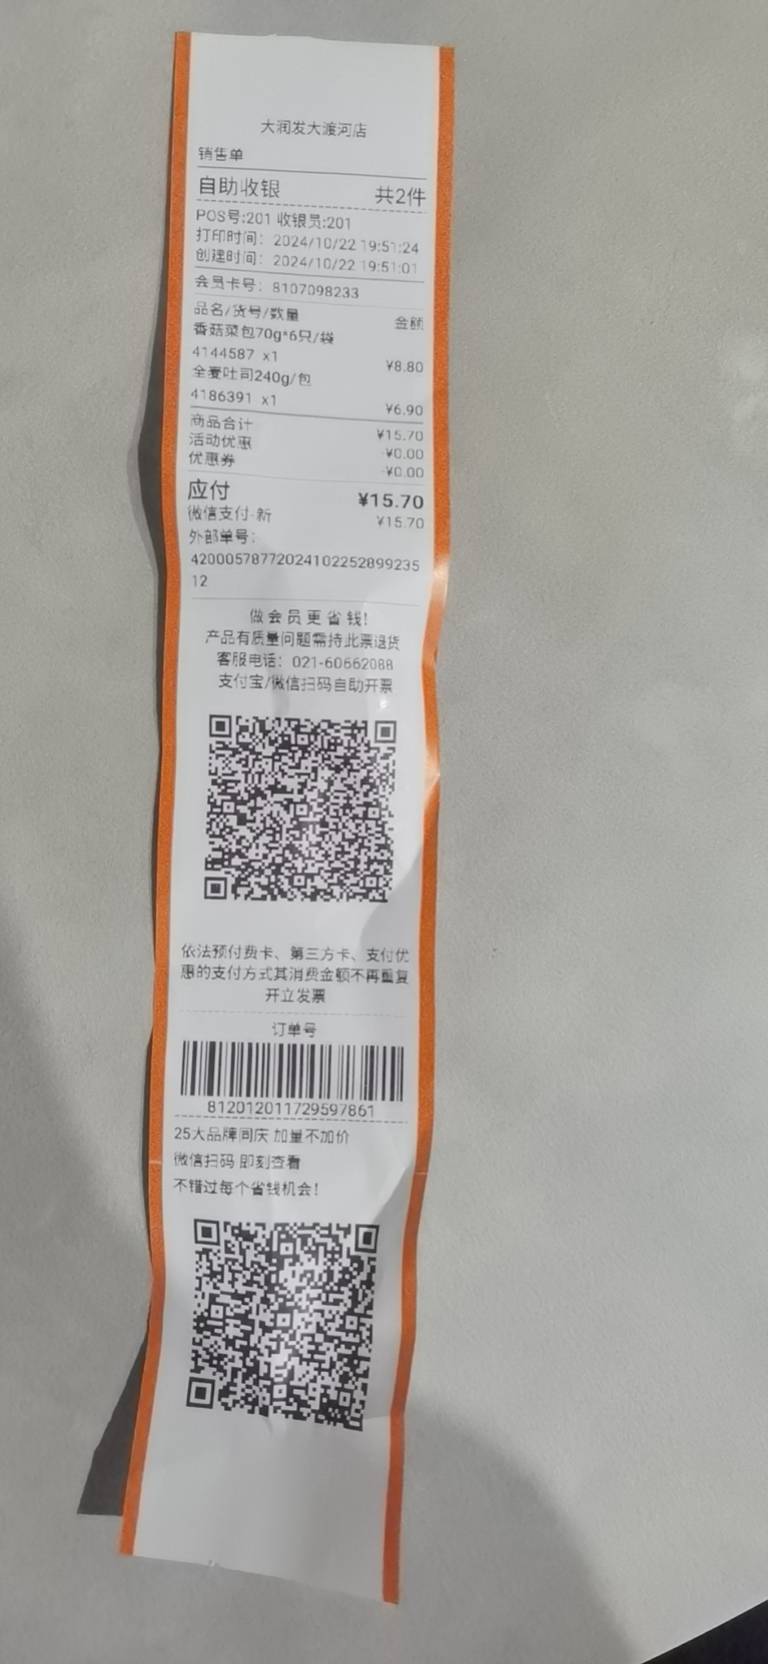 大润发大渡河店
销售单
自助收银 共2件
POS号:201 收银员:201
打印时间: 2024/10/22 19:51:24
创建时间: 2024/10/22 19:51:01
会员卡号: 8107098233
品名/货号/数量 金额
香菇菜包70g*6只/袋
4144587 x1 ¥8.80
全麦吐司240g/包
4186391 x1 ¥6.90
商品合计 ¥15.70
活动优惠 -¥0.00
优惠券 -¥0.00
应付 ¥15.70
微信支付-新 ¥15.70
外部单号:
42000578772024102252899235
12
做会员更省钱!
产品有质量问题需持此票退货
客服电话: 021-60662088
支付宝/微信扫码自助开票
依法预付费卡、第三方卡、支付优
惠的支付方式其消费金额不再重复
开立发票
订单号
812012011729597861
25大品牌同庆 加量不加价
微信扫码 即刻查看
不错过每个省钱机会!